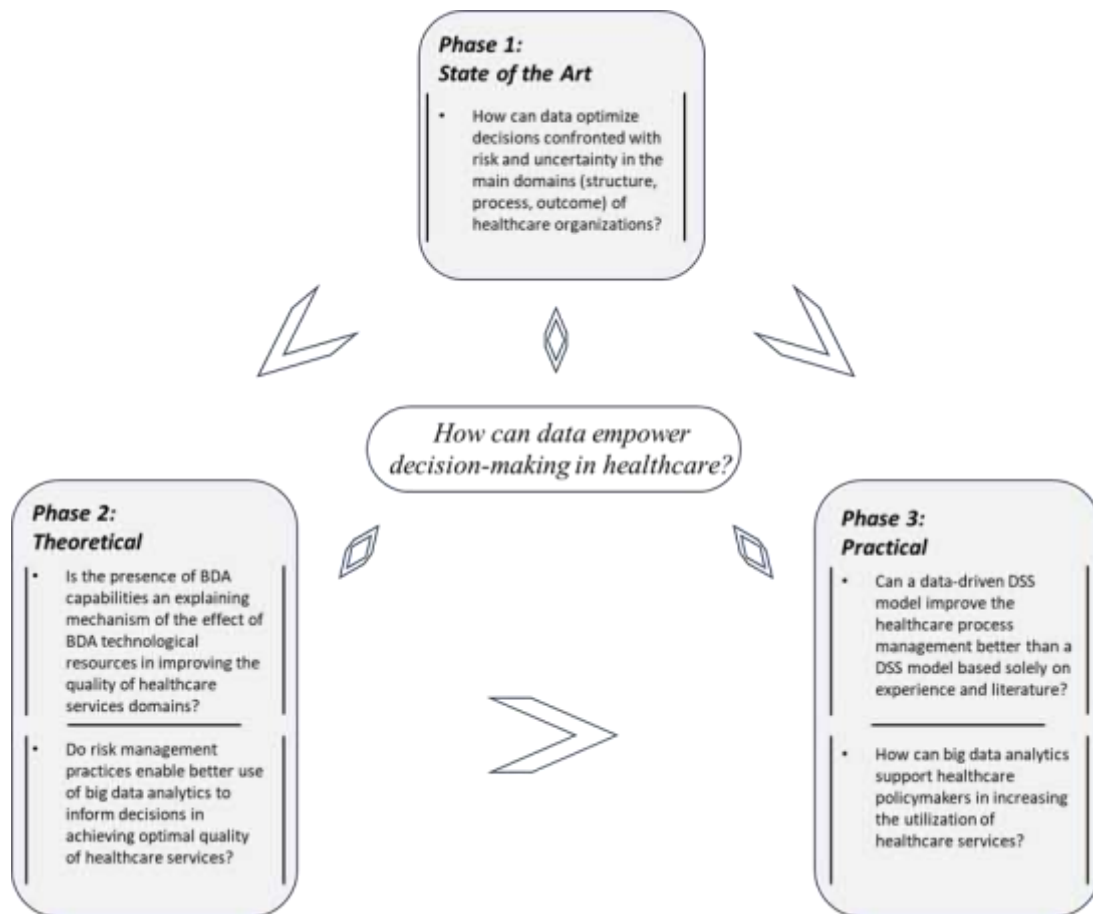 Phase 1:
State of the Art
• How can data optimize
decisions confronted with
risk and uncertainty in the
main domains (structure,
process, outcome) of
healthcare organizations?
How can data empower
decision-making in healthcare?
Phase 2:
Theoretical
• Is the presence of BDA
capabilities an explaining
mechanism of the effect of
BDA technological
resources in improving the
quality of healthcare
services domains?
• Do risk management
practices enable better use
of big data analytics to
inform decisions in
achieving optimal quality
of healthcare services?
Phase 3:
Practical
• Can a data-driven DSS
model improve the
healthcare process
management better than a
DSS model based solely on
experience and literature?
• How can big data analytics
support healthcare
policymakers in increasing
the utilization of
healthcare services?